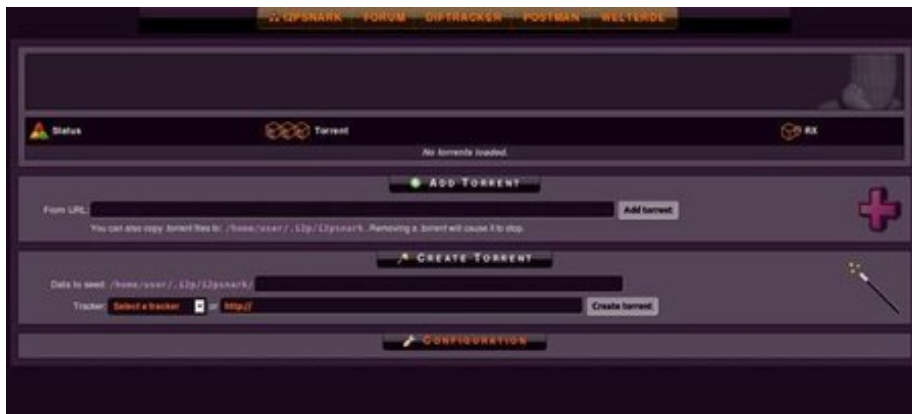 I2PSNARK FORUM DIFTRACKER POSTMAN WELTERDE
Status Torrent RX
No torrents loaded.
ADD TORRENT
From URL: Add torrent
You can also copy .torrent files to: /home/user/.i2p/i2psnark. Removing a .torrent will cause it to stop.
CREATE TORRENT
Data to seed: /home/user/.i2p/i2psnark/
Tracker: Select a tracker or http:// Create torrent
CONFIGURATION